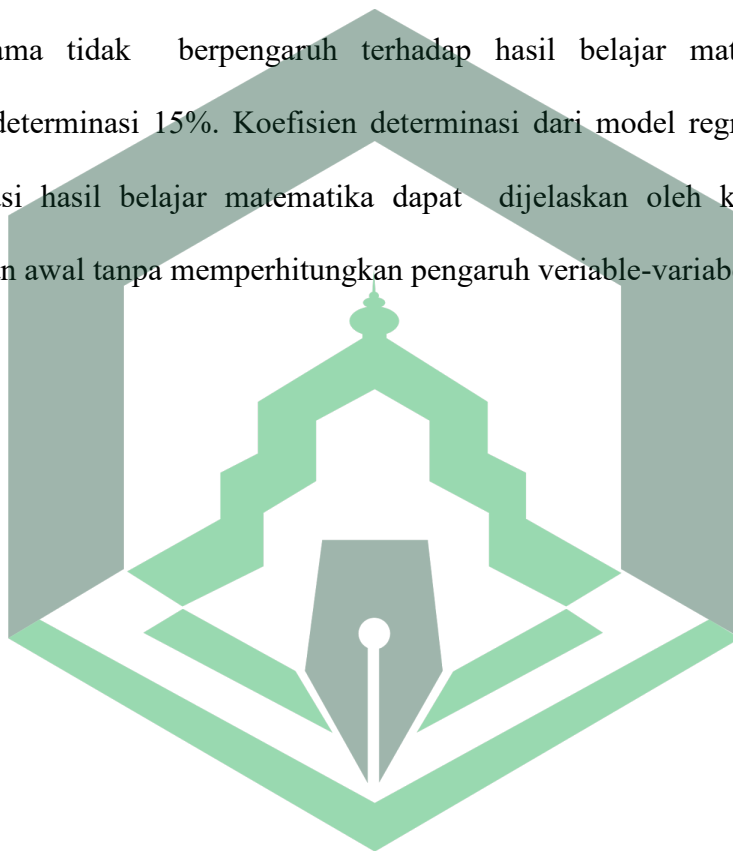 ama tidak berpengaruh terhadap hasil belajar mat
determinasi 15%. Koefisien determinasi dari model regr
si hasil belajar matematika dapat dijelaskan oleh k
n awal tanpa memperhitungkan pengaruh veriable-variabe